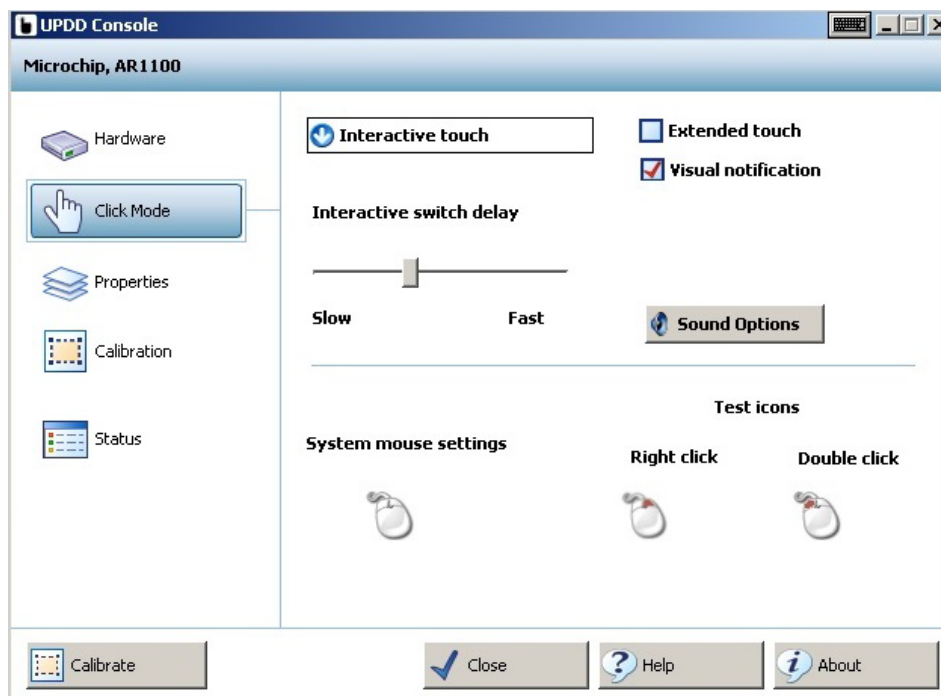 UPDD Console
Microchip, AR1100
Hardware
Click Mode
Properties
Calibration
Status
Interactive touch
Extended touch
Visual notification
Interactive switch delay
Slow Fast
Sound Options
Test icons
System mouse settings
Right click
Double click
Calibrate
Close
Help
About